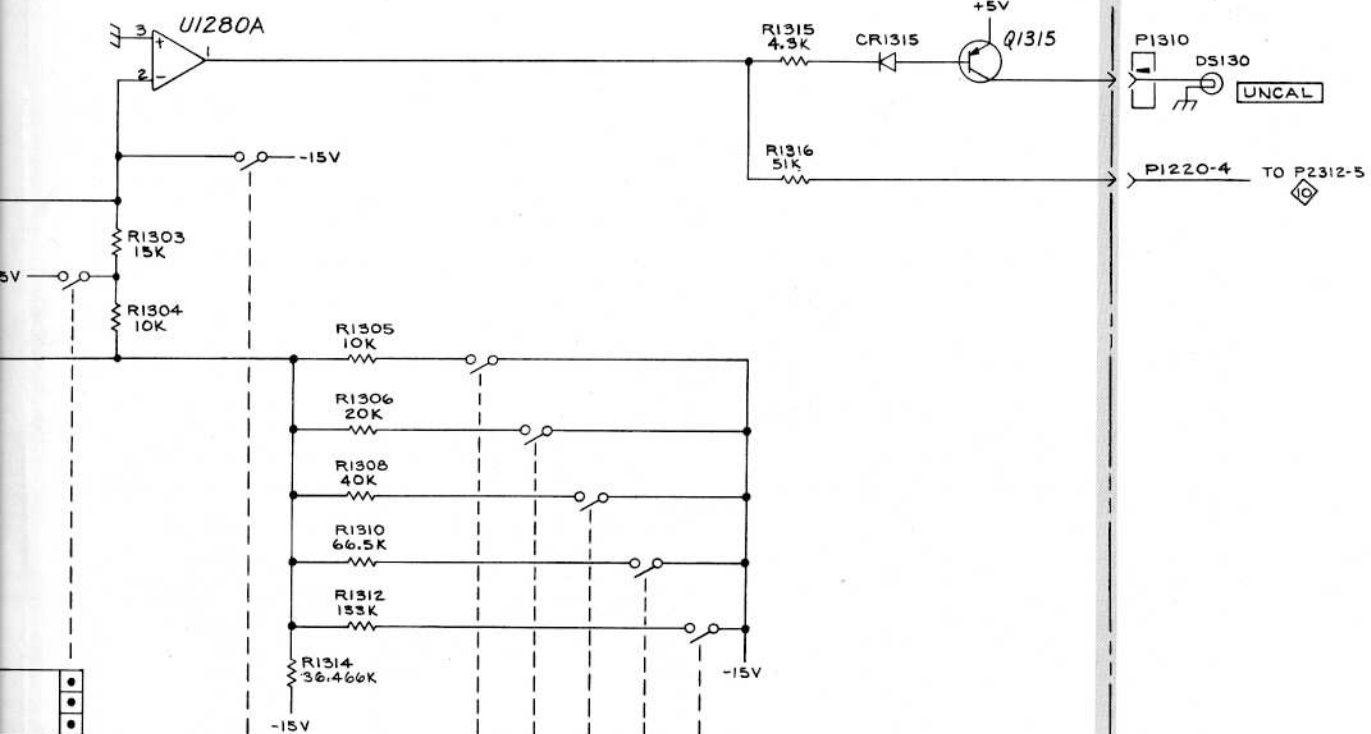 +5V
U1280A
3
+
1
2
-
R1315
4.3K
CR1315
Q1315
P1310
DS130
UNCAL
-15V
R1316
51K
P1220-4
TO P2312-5
10
R1303
15K
5V
R1304
10K
R1305
10K
R1306
20K
R1308
40K
R1310
66.5K
R1312
133K
R1314
36.466K
-15V
-15V